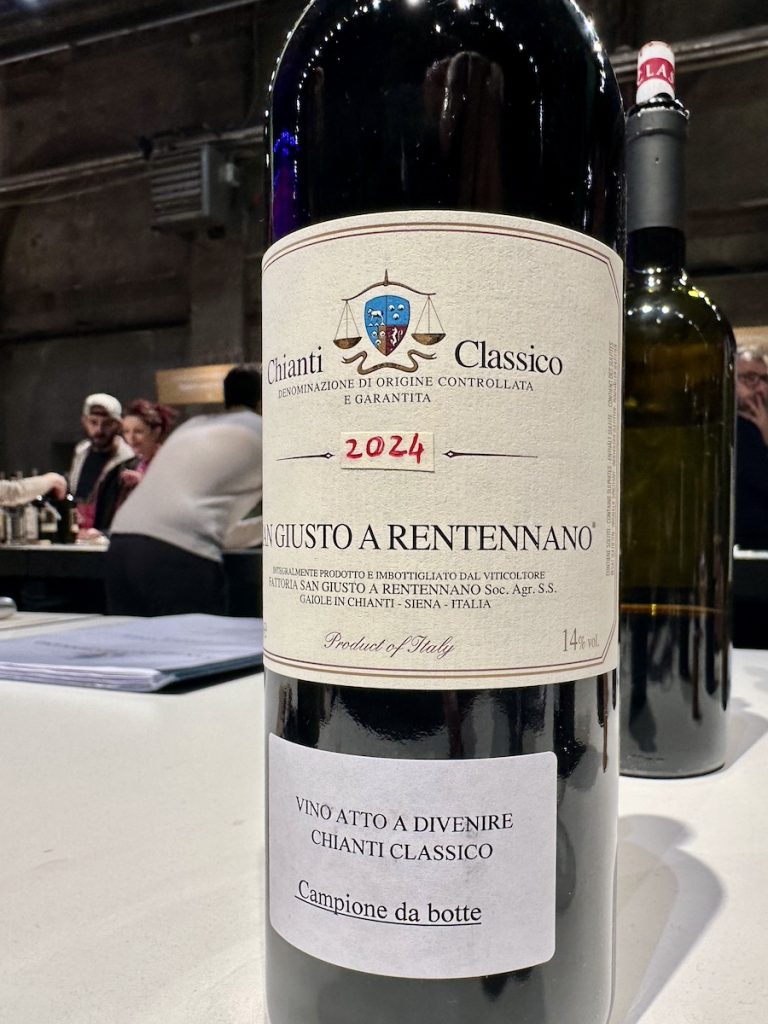 CLAS
Chianti Classico
DENOMINAZIONE DI ORIGINE CONTROLLATA
E GARANTITA
2024
SAN GIUSTO A RENTENNANO®
INTEGRALMENTE PRODOTTO E IMBOTTIGLIATO DAL VITICOLTORE
FATTORIA SAN GIUSTO A RENTENNANO Soc. Agr. S.S.
GAIOLE IN CHIANTI - SIENA - ITALIA
Product of Italy
14% vol.
VINO ATTO A DIVENIRE
CHIANTI CLASSICO
Campione da botte